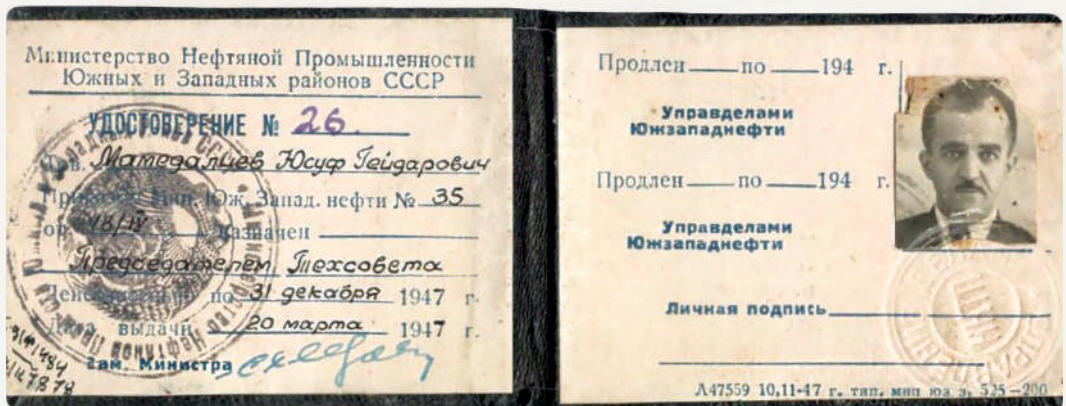 Министерство Нефтяной Промышленности
Южных и Западных районов СССР
УДОСТОВЕРЕНИЕ № 26.
Тов. Мамедалиев Юсуф Гейдарович
Приказом Мин. Юж. Запад. нефти № 35
от 18/IV назначен
Председателем Техсовета
Действительно по 31 декабря 1947 г.
Дата выдачи 20 марта 1947 г.
Зам. Министра
Продлен по 194 г.
Управделами
Южзападнефти
Продлен по 194 г.
Управделами
Южзападнефти
Личная подпись
А47559 10,11-47 г. тип. мнп юз з. 525—200